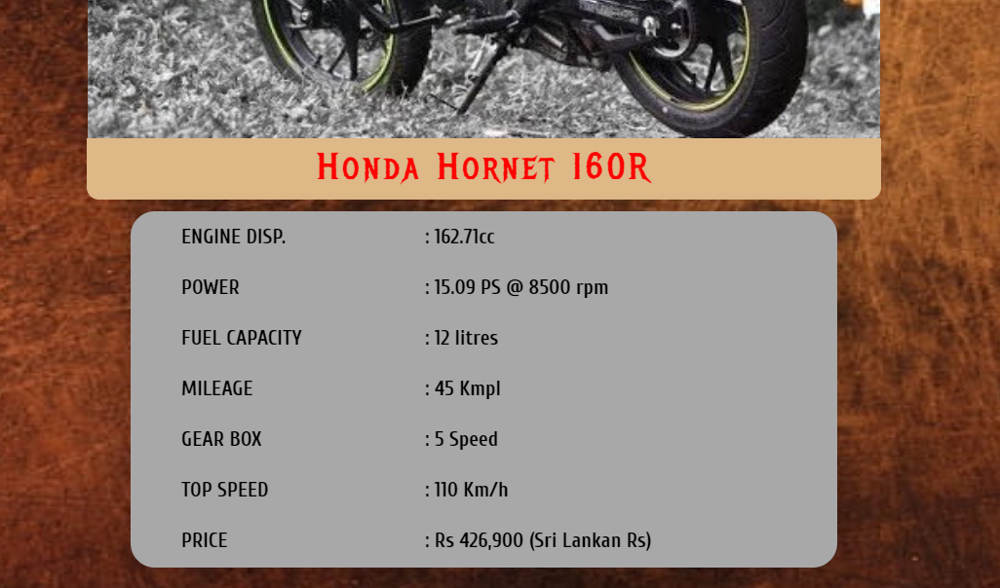 Honda Hornet 160R
ENGINE DISP. : 162.71cc
POWER : 15.09 PS @ 8500 rpm
FUEL CAPACITY : 12 litres
MILEAGE : 45 Kmpl
GEAR BOX : 5 Speed
TOP SPEED : 110 Km/h
PRICE : Rs 426,900 (Sri Lankan Rs)